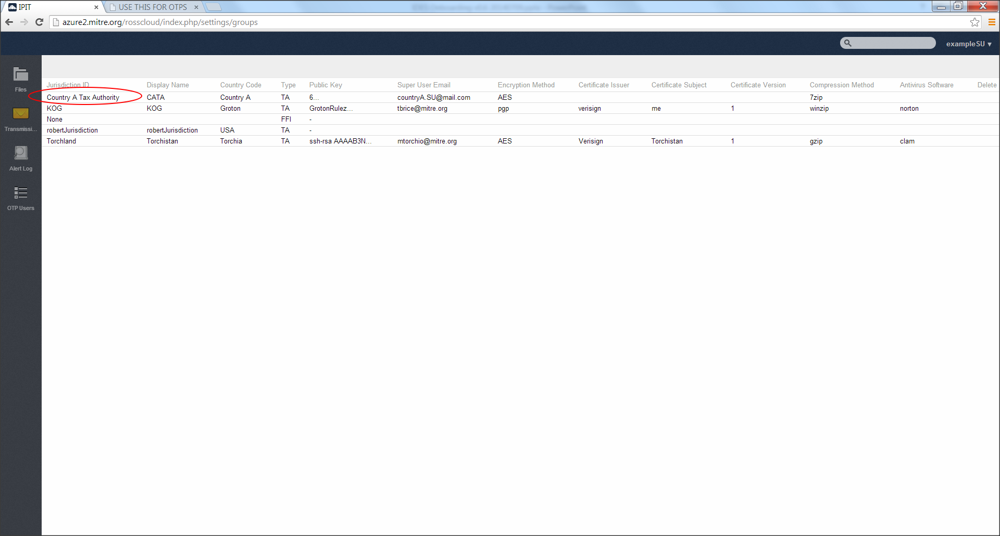 IPIT
USE THIS FOR OTPS
azure2.mitre.org/rosscloud/index.php/settings/groups
exampleSU ▾
Files
Transmissi...
Alert Log
OTP Users
Jurisdiction ID Display Name Country Code Type Public Key Super User Email Encryption Method Certificate Issuer Certificate Subject Certificate Version Compression Method Antivirus Software Delete
Country A Tax Authority CATA Country A TA 6... countryA.SU@mail.com AES 7zip
KOG KOG Groton TA GrotonRulez... tbrice@mitre.org pgp verisign me 1 winzip norton
None FFI -
robertJurisdiction robertJurisdiction USA TA -
Torchland Torchistan Torchia TA ssh-rsa AAAAB3N... mtorchio@mitre.org AES Verisign Torchistan 1 gzip clam